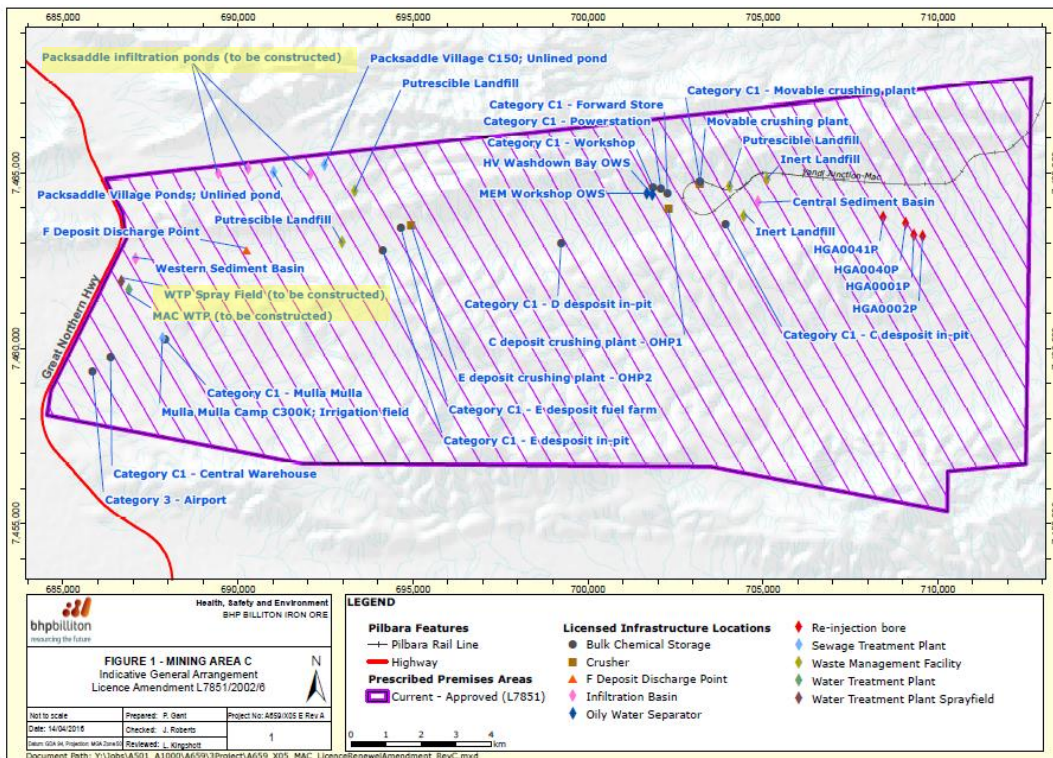 685,000 690,000 695,000 700,000 705,000 710,000
Packsaddle infiltration ponds (to be constructed)
Packsaddle Village C150; Unlined pond
Putrescible Landfill
Category C1 - Movable crushing plant
Category C1 - Forward Store
Category C1 - Powerstation
Movable crushing plant
Category C1 - Workshop
Putrescible Landfill
HV Washdown Bay OWS
Inert Landfill
7,465,000
Yandi Junction-Mac
MEM Workshop OWS
Packsaddle Village Ponds; Unlined pond
Central Sediment Basin
Putrescible Landfill
F Deposit Discharge Point
Inert Landfill
HGA0041P
Western Sediment Basin
HGA0040P
HGA0001P
WTP Spray Field (to be constructed)
Category C1 - D desposit in-pit
HGA0002P
MAC WTP (to be constructed)
Great Northern Hwy
Category C1 - C desposit in-pit
7,460,000
C deposit crushing plant - OHP1
E deposit crushing plant - OHP2
Category C1 - Mulla Mulla
Category C1 - E desposit fuel farm
Mulla Mulla Camp C300K; Irrigation field
Category C1 - E desposit in-pit
Category C1 - Central Warehouse
Category 3 - Airport
7,455,000
685,000 690,000 695,000 700,000 705,000 710,000
bhpbilliton
resourcing the future
Health, Safety and Environment
BHP BILLITON IRON ORE
FIGURE 1 - MINING AREA C
Indicative General Arrangement
Licence Amendment L7851/2002/6
N
Not to scale
Prepared: P. Gant
Project No: A659/X05 E Rev A
Date: 14/04/2016
Checked: J. Roberts
1
Datum: GDA 94, Projection: MGA Zone50
Reviewed: L. Kingshott
LEGEND
Pilbara Features
Pilbara Rail Line
Highway
Prescribed Premises Areas
Current - Approved (L7851)
Licensed Infrastructure Locations
Bulk Chemical Storage
Crusher
F Deposit Discharge Point
Infiltration Basin
Oily Water Separator
Re-injection bore
Sewage Treatment Plant
Waste Management Facility
Water Treatment Plant
Water Treatment Plant Sprayfield
0 1 2 3 4
km